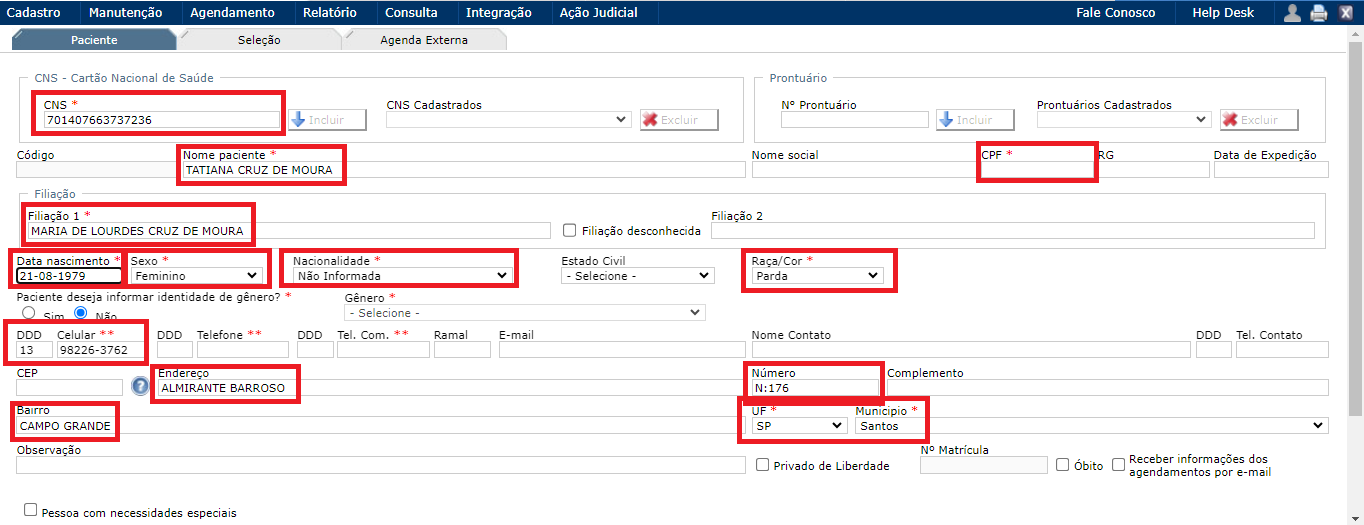 Cadastro Manutenção Agendamento Relatório Consulta Integração Ação Judicial Fale Conosco Help Desk
Paciente Seleção Agenda Externa
CNS - Cartão Nacional de Saúde Prontuário
CNS * CNS Cadastrados N° Prontuário Prontuários Cadastrados
701407663737236 Incluir Excluir Incluir Excluir
Código Nome paciente * Nome social CPF * RG Data de Expedição
TATIANA CRUZ DE MOURA
Filiação
Filiação 1 * Filiação 2
MARIA DE LOURDES CRUZ DE MOURA Filiação desconhecida
Data nascimento * Sexo * Nacionalidade * Estado Civil Raça/Cor *
21-08-1979 Feminino Não Informada - Selecione - Parda
Paciente deseja informar identidade de gênero? * Gênero *
Sim Não - Selecione -
DDD Celular ** DDD Telefone ** DDD Tel. Com. ** Ramal E-mail Nome Contato DDD Tel. Contato
13 98226-3762
CEP Endereço Número Complemento
? ALMIRANTE BARROSO N:176
Bairro UF * Municipio *
CAMPO GRANDE SP Santos
Observação Nº Matrícula
Privado de Liberdade Óbito Receber informações dos
agendamentos por e-mail
Pessoa com necessidades especiais